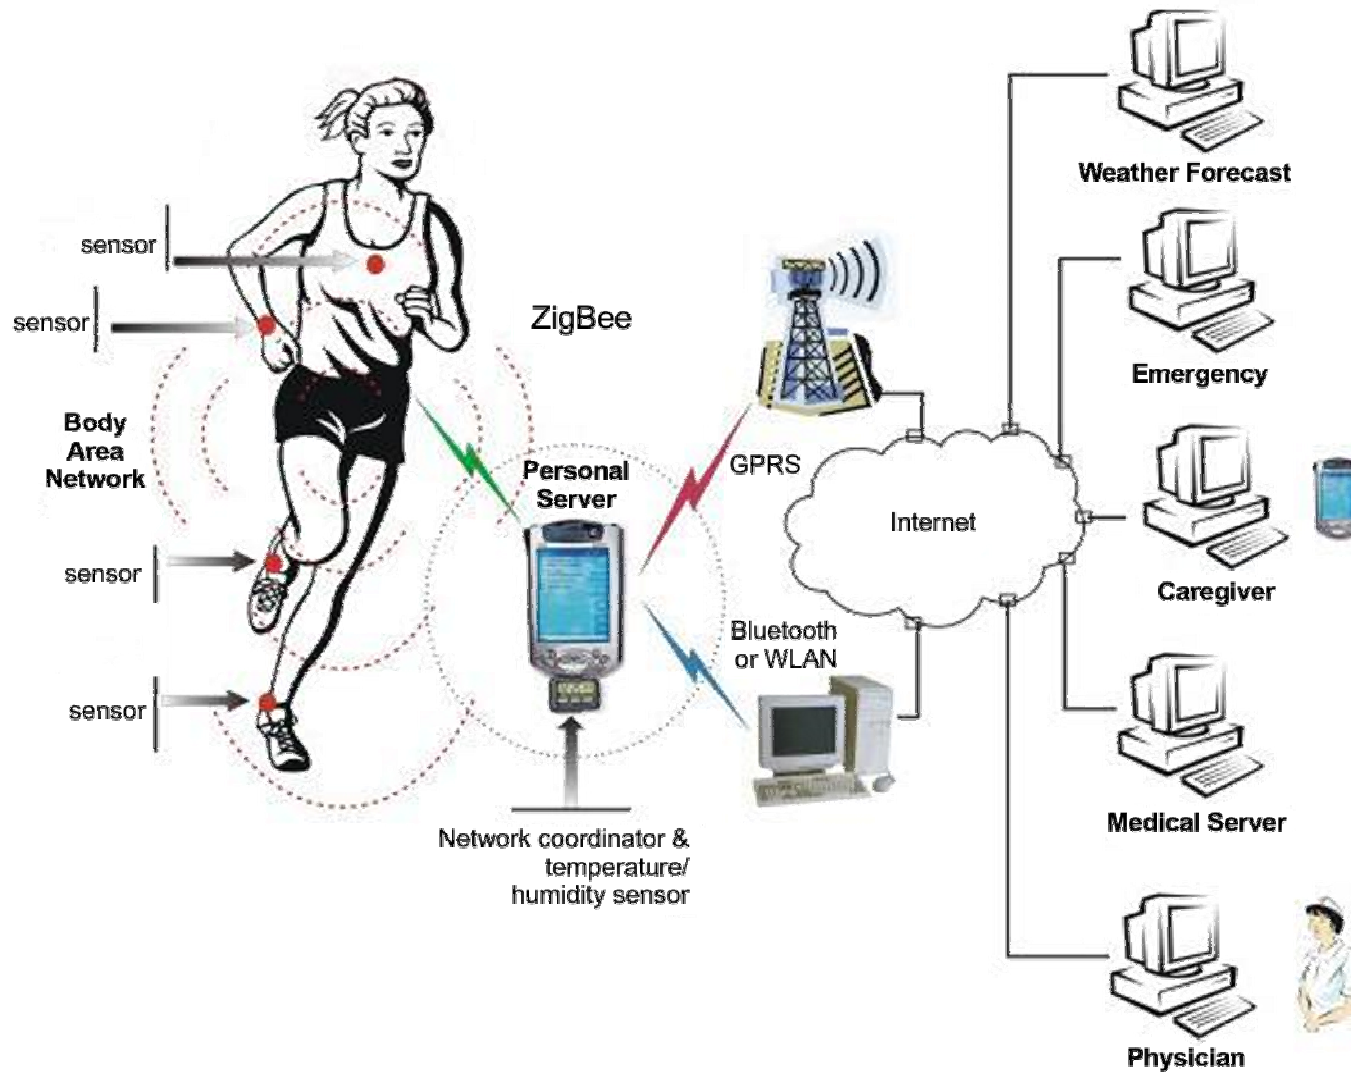 Weather Forecast
sensor
sensor
ZigBee
Emergency
Body
Area
Network
Personal
Server
GPRS
Internet
sensor
Caregiver
Bluetooth
or WLAN
sensor
Medical Server
Network coordinator &
temperature/
humidity sensor
Physician